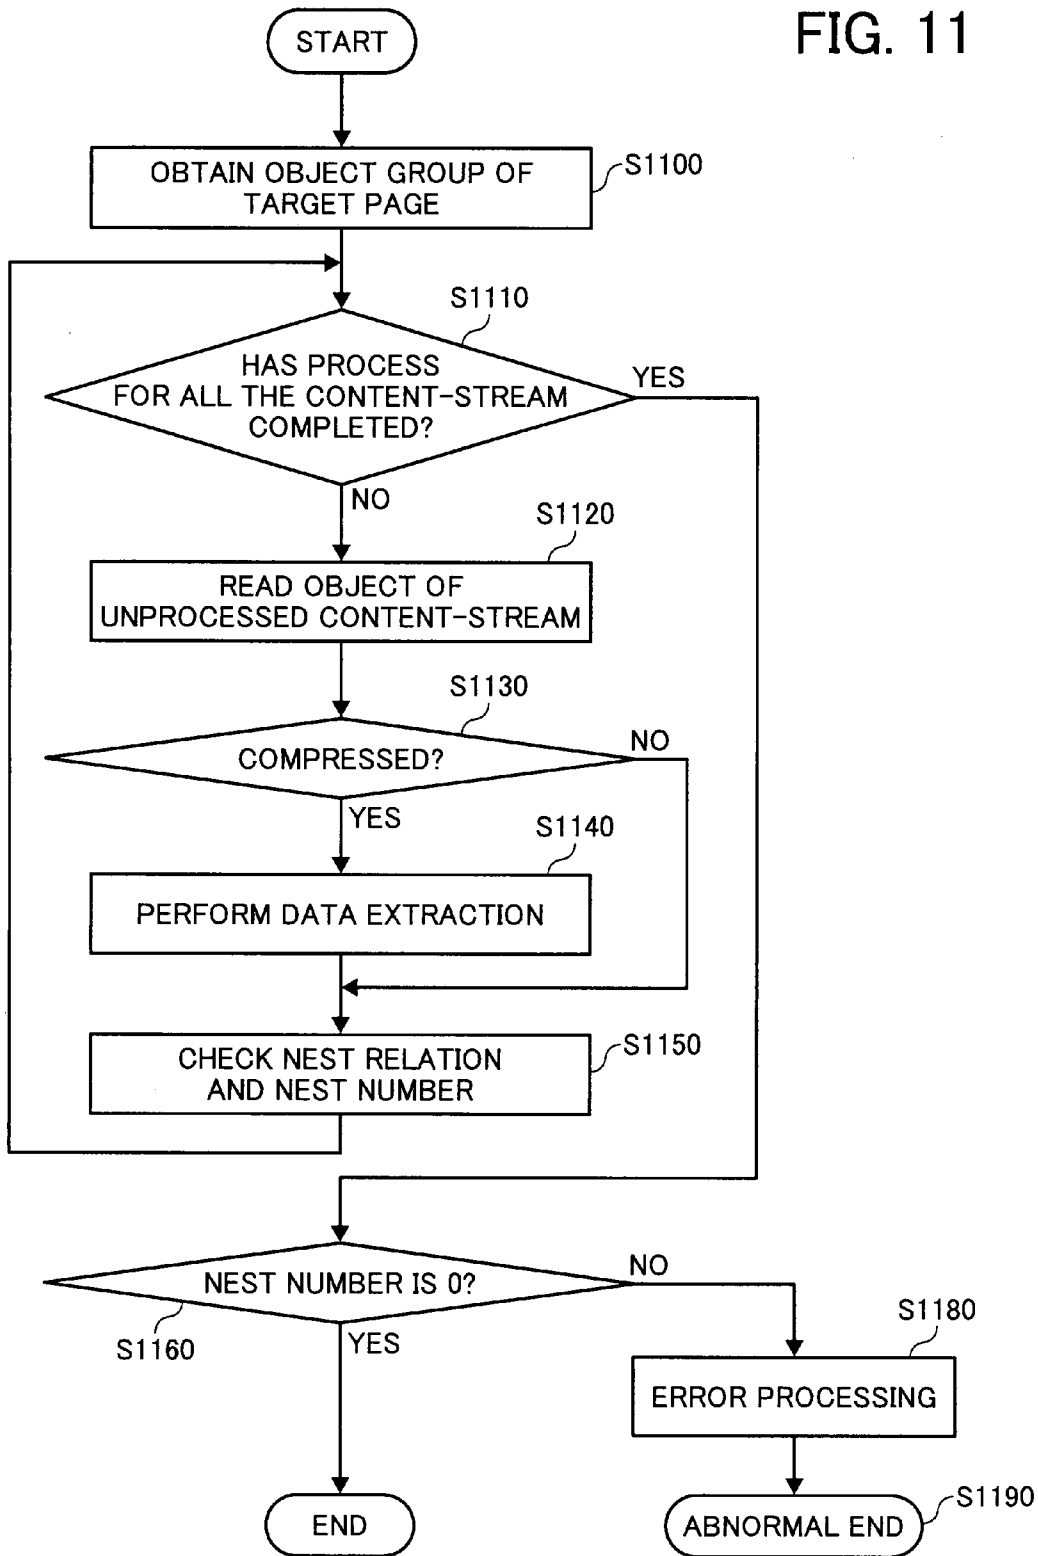 FIG. 11
START
OBTAIN OBJECT GROUP OF
TARGET PAGE
S1100
S1110
HAS PROCESS
FOR ALL THE CONTENT-STREAM
COMPLETED?
YES
NO
S1120
READ OBJECT OF
UNPROCESSED CONTENT-STREAM
S1130
COMPRESSED?
NO
YES
S1140
PERFORM DATA EXTRACTION
CHECK NEST RELATION
AND NEST NUMBER
S1150
NEST NUMBER IS 0?
NO
S1160
YES
S1180
ERROR PROCESSING
END
ABNORMAL END
S1190